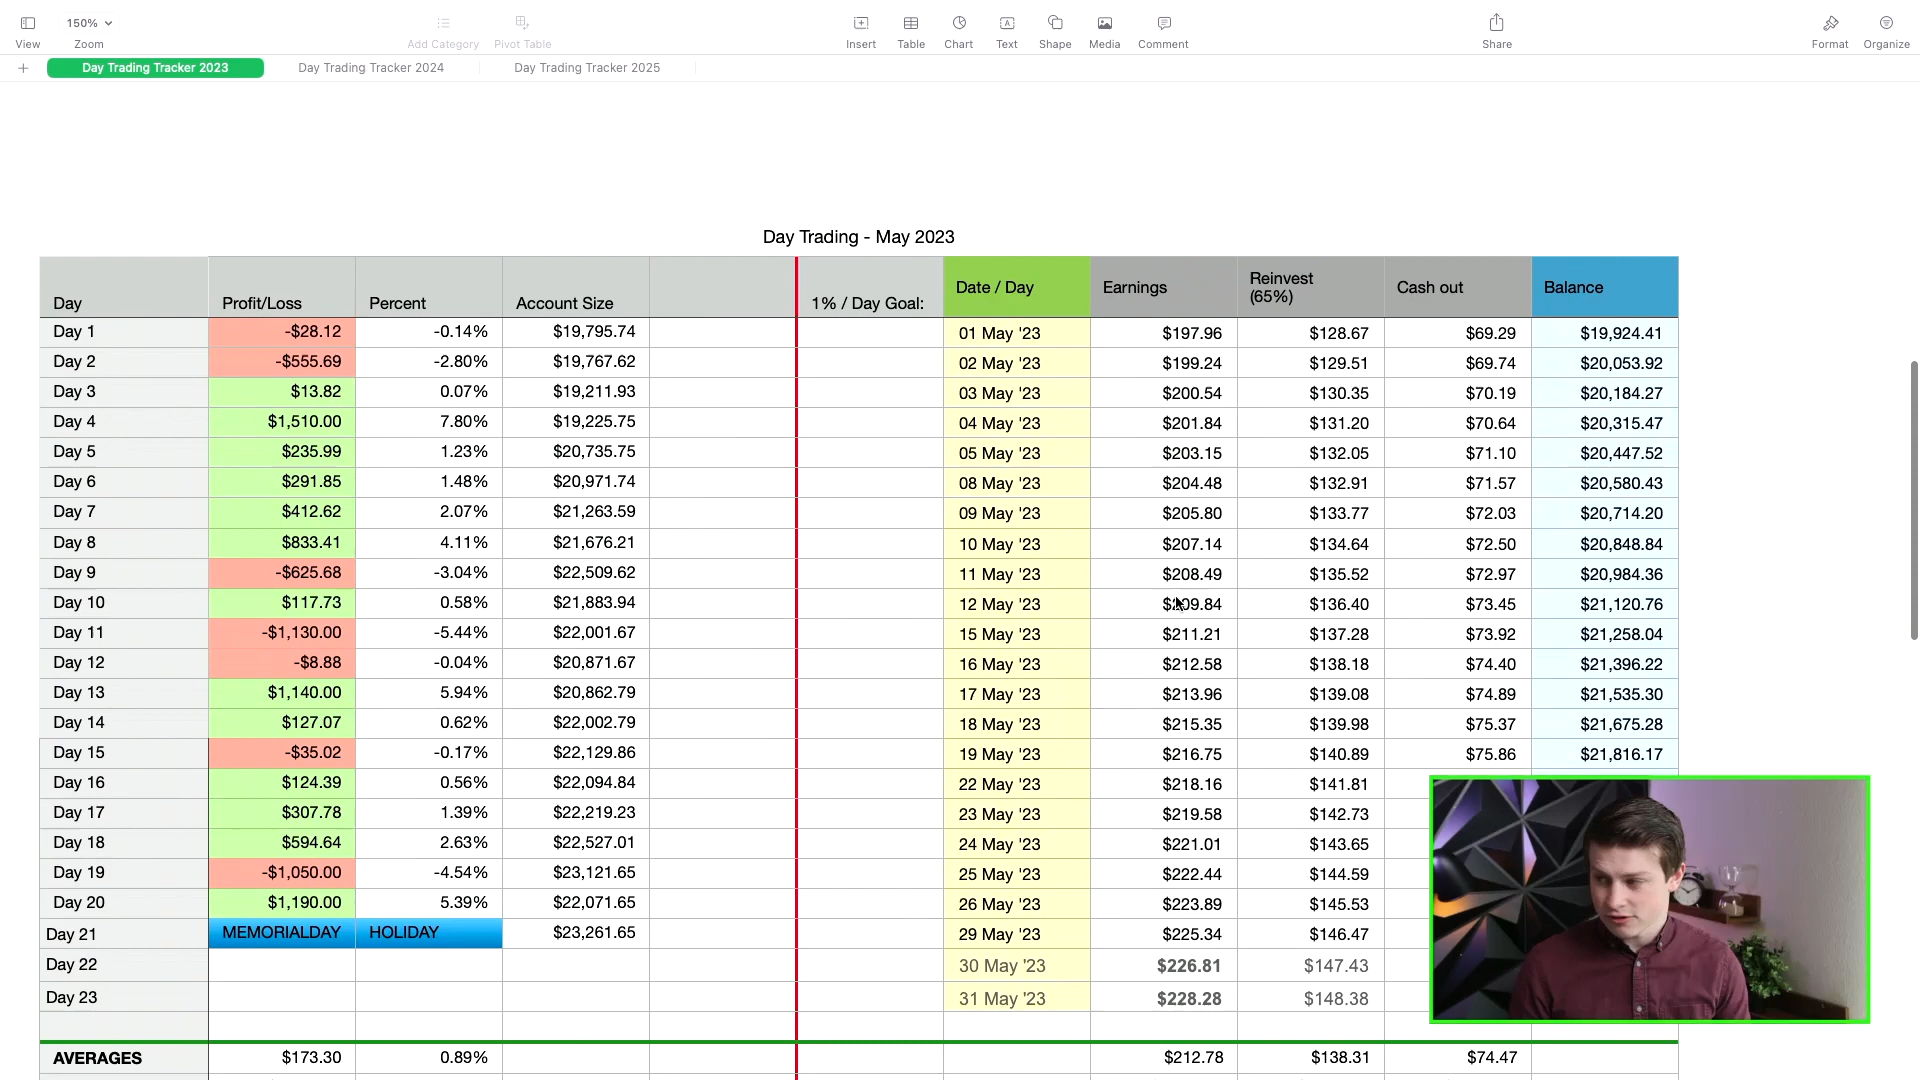 150%
View
Zoom
Add Category
Pivot Table
Insert
Table
Chart
Text
Shape
Media
Comment
Share
Format
Organize
Day Trading Tracker 2023
Day Trading Tracker 2024
Day Trading Tracker 2025
Day Trading - May 2023
Day Profit/Loss Percent Account Size 1% / Day Goal: Date / Day Earnings Reinvest (65%) Cash out Balance
Day 1 -$28.12 -0.14% $19,795.74 01 May '23 $197.96 $128.67 $69.29 $19,924.41
Day 2 -$555.69 -2.80% $19,767.62 02 May '23 $199.24 $129.51 $69.74 $20,053.92
Day 3 $13.82 0.07% $19,211.93 03 May '23 $200.54 $130.35 $70.19 $20,184.27
Day 4 $1,510.00 7.80% $19,225.75 04 May '23 $201.84 $131.20 $70.64 $20,315.47
Day 5 $235.99 1.23% $20,735.75 05 May '23 $203.15 $132.05 $71.10 $20,447.52
Day 6 $291.85 1.48% $20,971.74 08 May '23 $204.48 $132.91 $71.57 $20,580.43
Day 7 $412.62 2.07% $21,263.59 09 May '23 $205.80 $133.77 $72.03 $20,714.20
Day 8 $833.41 4.11% $21,676.21 10 May '23 $207.14 $134.64 $72.50 $20,848.84
Day 9 -$625.68 -3.04% $22,509.62 11 May '23 $208.49 $135.52 $72.97 $20,984.36
Day 10 $117.73 0.58% $21,883.94 12 May '23 $209.84 $136.40 $73.45 $21,120.76
Day 11 -$1,130.00 -5.44% $22,001.67 15 May '23 $211.21 $137.28 $73.92 $21,258.04
Day 12 -$8.88 -0.04% $20,871.67 16 May '23 $212.58 $138.18 $74.40 $21,396.22
Day 13 $1,140.00 5.94% $20,862.79 17 May '23 $213.96 $139.08 $74.89 $21,535.30
Day 14 $127.07 0.62% $22,002.79 18 May '23 $215.35 $139.98 $75.37 $21,675.28
Day 15 -$35.02 -0.17% $22,129.86 19 May '23 $216.75 $140.89 $75.86 $21,816.17
Day 16 $124.39 0.56% $22,094.84 22 May '23 $218.16 $141.81
Day 17 $307.78 1.39% $22,219.23 23 May '23 $219.58 $142.73
Day 18 $594.64 2.63% $22,527.01 24 May '23 $221.01 $143.65
Day 19 -$1,050.00 -4.54% $23,121.65 25 May '23 $222.44 $144.59
Day 20 $1,190.00 5.39% $22,071.65 26 May '23 $223.89 $145.53
Day 21 MEMORIALDAY HOLIDAY $23,261.65 29 May '23 $225.34 $146.47
Day 22 30 May '23 $226.81 $147.43
Day 23 31 May '23 $228.28 $148.38
AVERAGES $173.30 0.89% $212.78 $138.31 $74.47